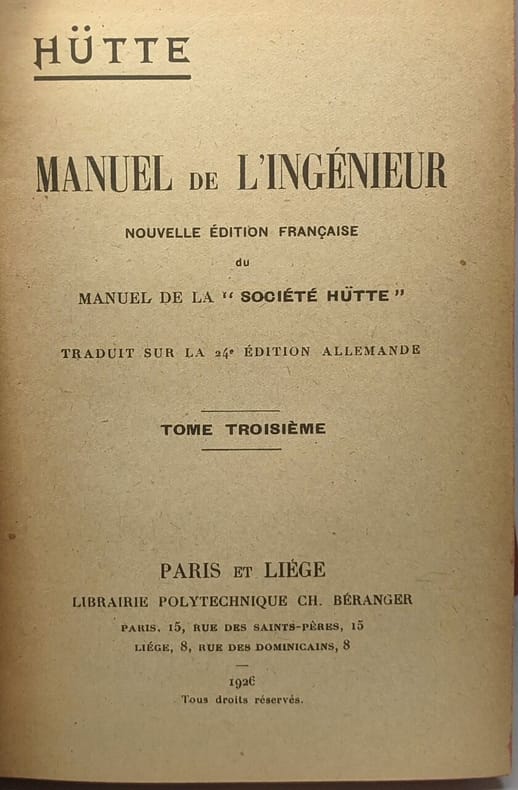 HÜTTE
MANUEL DE L'INGÉNIEUR
NOUVELLE ÉDITION FRANÇAISE
du
MANUEL DE LA “ SOCIÉTÉ HÜTTE ”
TRADUIT SUR LA 24e ÉDITION ALLEMANDE
TOME TROISIÈME
PARIS ET LIÉGE
LIBRAIRIE POLYTECHNIQUE CH. BÉRANGER
PARIS, 15, RUE DES SAINTS-PÈRES, 15
LIÉGE, 8, RUE DES DOMINICAINS, 8
1926
Tous droits réservés.